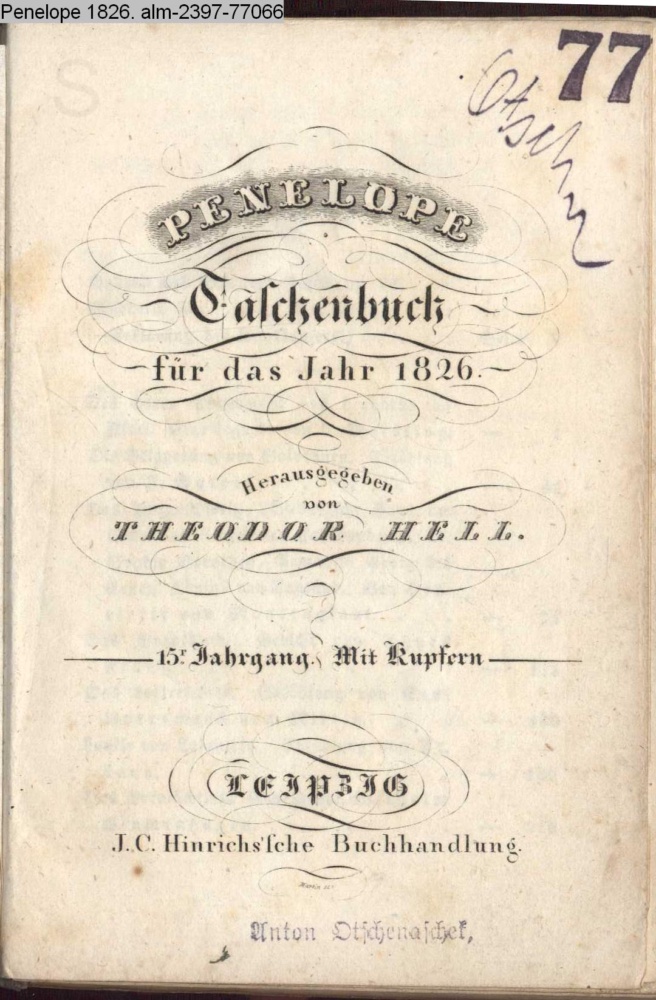 Penelope 1826. alm-2397-77066
77
S
PENELOPE
Taſchenbuch
für das Jahr 1826.
Herausgegeben
von
THEODOR HELL.
15r Jahrgang. Mit Kupfern
LEIPZIG
J.C. Hinrichs'ſche Buchhandlung.
Anton Otſchenaſchek,